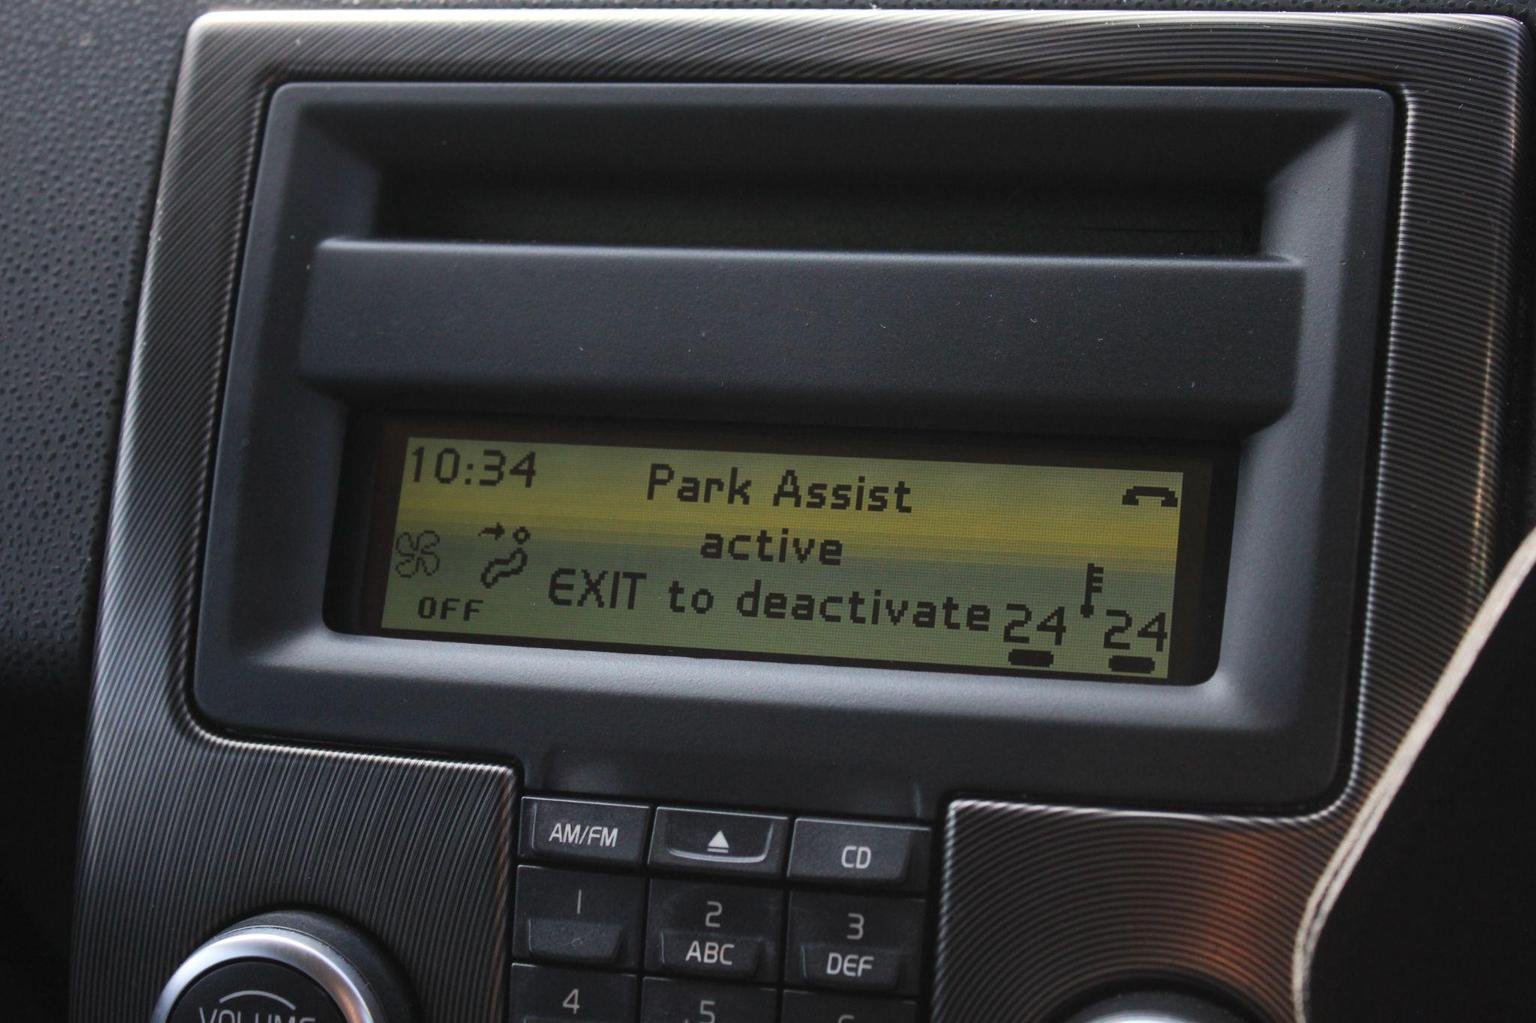 10:34 Park Assist
active
EXIT to deactivate 24 24
OFF
AM/FM CD
1 2 3
ABC DEF
4 5
VOLUME